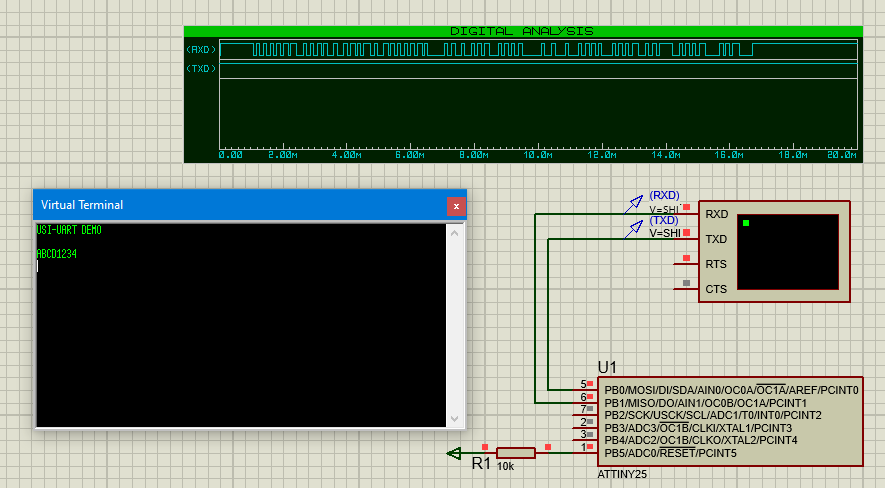 DIGITAL ANALYSIS
(RXD)
(TXD)
0.00 2.00m 4.00m 6.00m 8.00m 10.0m 12.0m 14.0m 16.0m 18.0m 20.0m
Virtual Terminal
x
USI-UART DEMO
ABCD1234
(RXD)
V=SHI
(TXD)
V=SHI
RXD
TXD
RTS
CTS
U1
5 PB0/MOSI/DI/SDA/AIN0/OC0A/OC1A/AREF/PCINT0
6 PB1/MISO/DO/AIN1/OC0B/OC1A/PCINT1
7 PB2/SCK/USCK/SCL/ADC1/T0/INT0/PCINT2
2 PB3/ADC3/OC1B/CLKI/XTAL1/PCINT3
3 PB4/ADC2/OC1B/CLKO/XTAL2/PCINT4
1 PB5/ADC0/RESET/PCINT5
R1
10k
ATTINY25